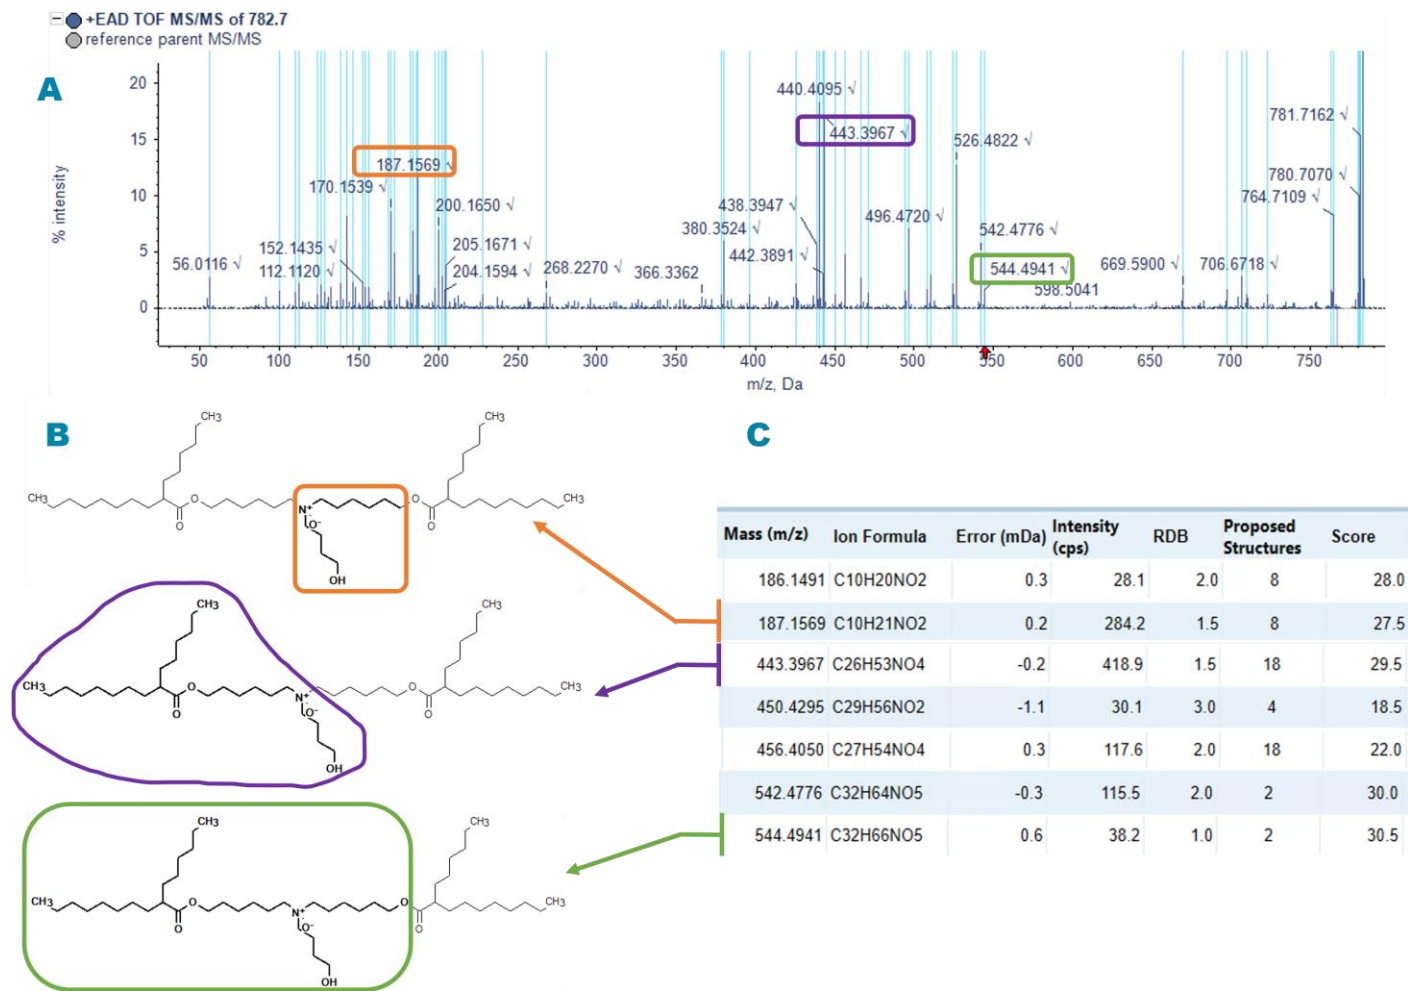 +EAD TOF MS/MS of 782.7
reference parent MS/MS
A
% intensity
20
15
10
5
0
56.0116 √
112.1120 √
152.1435 √
170.1539 √
187.1569 √
200.1650 √
205.1671 √
204.1594 √
268.2270 √
366.3362
380.3524 √
438.3947 √
442.3891 √
440.4095 √
443.3967 √
496.4720 √
526.4822 √
542.4776 √
544.4941 √
598.5041
669.5900 √
706.6718 √
764.7109 √
780.7070 √
781.7162 √
50 100 150 200 250 300 350 400 450 500 550 600 650 700 750
m/z, Da
B
CH3 CH3
CH3 O N+ O CH3
O O- O
OH
CH3 CH3
CH3 O N+ O CH3
O O- O
OH
CH3 CH3
CH3 O N+ O CH3
O O- O
OH
C
Mass (m/z) Ion Formula Error (mDa) Intensity (cps) RDB Proposed Structures Score
186.1491 C10H20NO2 0.3 28.1 2.0 8 28.0
187.1569 C10H21NO2 0.2 284.2 1.5 8 27.5
443.3967 C26H53NO4 -0.2 418.9 1.5 18 29.5
450.4295 C29H56NO2 -1.1 30.1 3.0 4 18.5
456.4050 C27H54NO4 0.3 117.6 2.0 18 22.0
542.4776 C32H64NO5 -0.3 115.5 2.0 2 30.0
544.4941 C32H66NO5 0.6 38.2 1.0 2 30.5